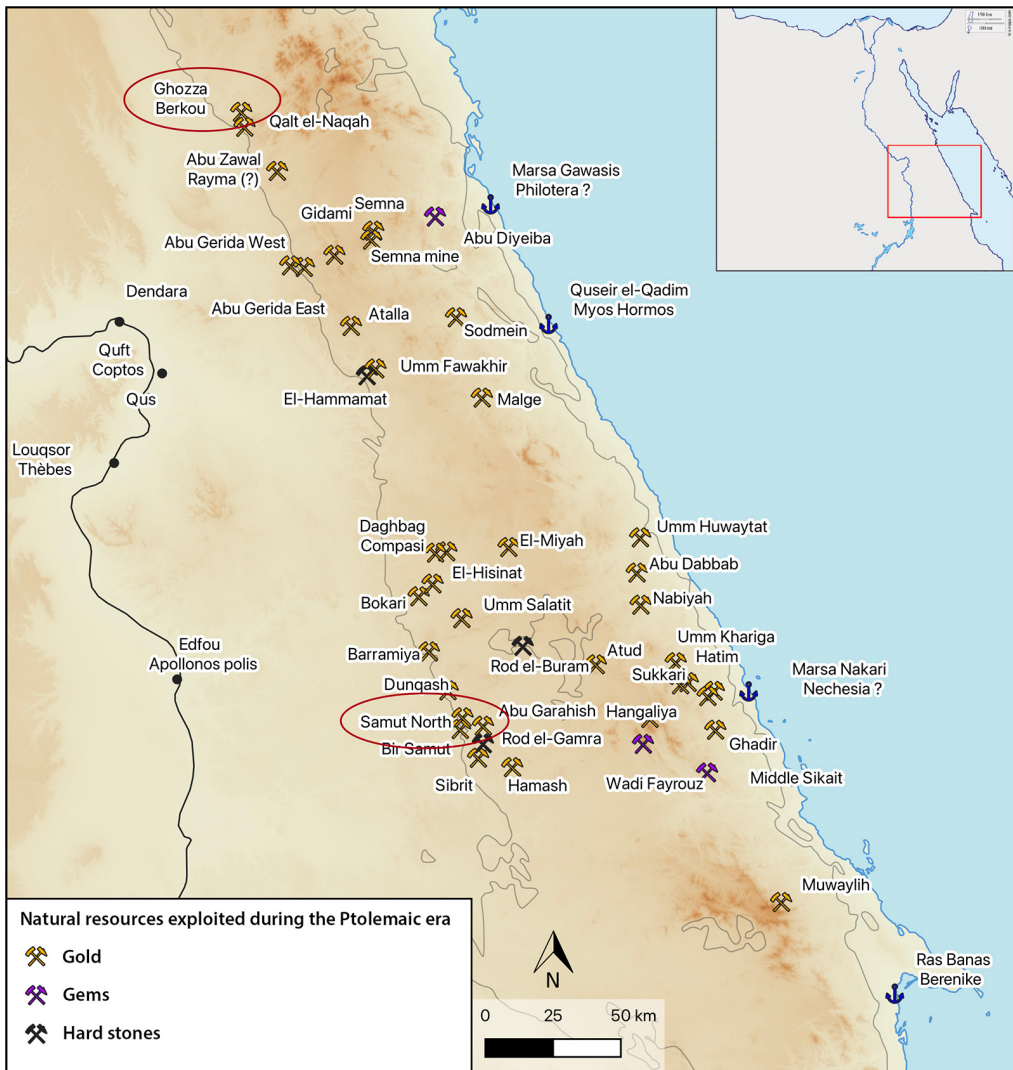 Ghozza
Berkou
Qalt el-Naqah
Abu Zawal
Rayma (?)
Marsa Gawasis
Philotera ?
Semna
Gidami
Abu Diyeiba
Abu Gerida West
Semna mine
Dendara
Quseir el-Qadim
Myos Hormos
Abu Gerida East
Atalla
Sodmein
Quft
Coptos
Umm Fawakhir
Qus
El-Hammamat
Malge
Louqsor
Thèbes
Daghbag
Compasi
El-Miyah
Umm Huwaytat
El-Hisinat
Abu Dabbab
Bokari
Umm Salatit
Nabiyah
Edfou
Apollonos polis
Barramiya
Rod el-Buram
Atud
Umm Khariga
Hatim
Sukkari
Marsa Nakari
Nechesia ?
Dunqash
Samut North
Abu Garahish
Hangaliya
Bir Samut
Rod el-Gamra
Ghadir
Sibrit
Hamash
Wadi Fayrouz
Middle Sikait
Muwaylih
Ras Banas
Berenike
Natural resources exploited during the Ptolemaic era
Gold
Gems
Hard stones
N
0 25 50 km